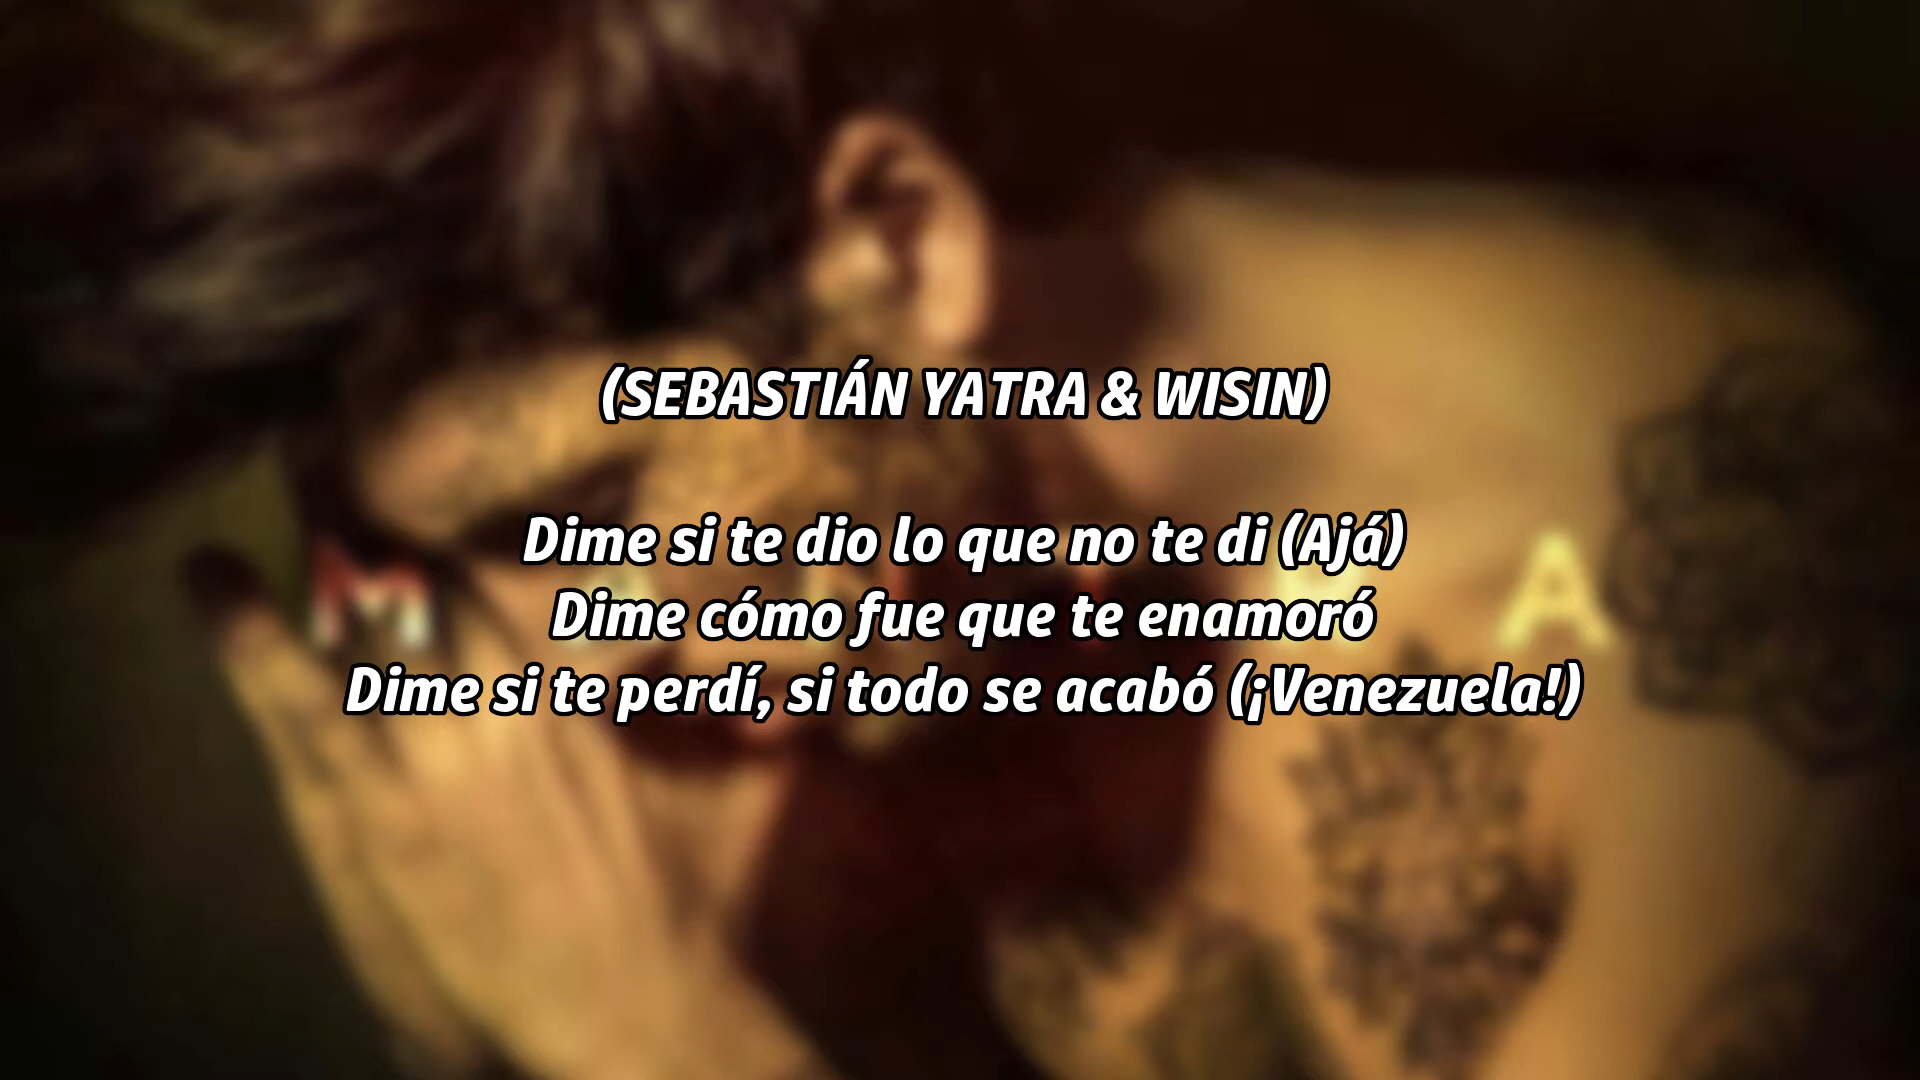 (SEBASTIÁN YATRA & WISIN)
Dime si te dio lo que no te di (Ajá)
Dime cómo fue que te enamoró
Dime si te perdí, si todo se acabó (¡Venezuela!)